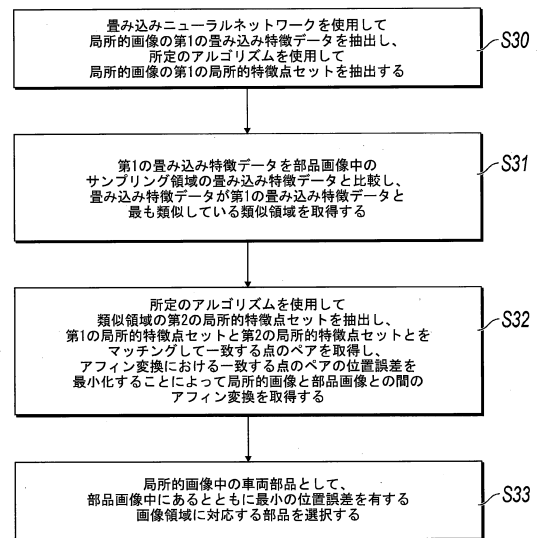 畳み込みニューラルネットワークを使用して
局所的画像の第1の畳み込み特徴データを抽出し、
所定のアルゴリズムを使用して
局所的画像の第1の局所的特徴点セットを抽出する
S30
第1の畳み込み特徴データを部品画像中の
サンプリング領域の畳み込み特徴データと比較し、
畳み込み特徴データが第1の畳み込み特徴データと
最も類似している類似領域を取得する
S31
所定のアルゴリズムを使用して
類似領域の第2の局所的特徴点セットを抽出し、
第1の局所的特徴点セットと第2の局所的特徴点セットとを
マッチングして一致する点のペアを取得し、
アフィン変換における一致する点のペアの位置誤差を
最小化することによって局所的画像と部品画像との間の
アフィン変換を取得する
S32
局所的画像中の車両部品として、
部品画像中にあるとともに最小の位置誤差を有する
画像領域に対応する部品を選択する
S33